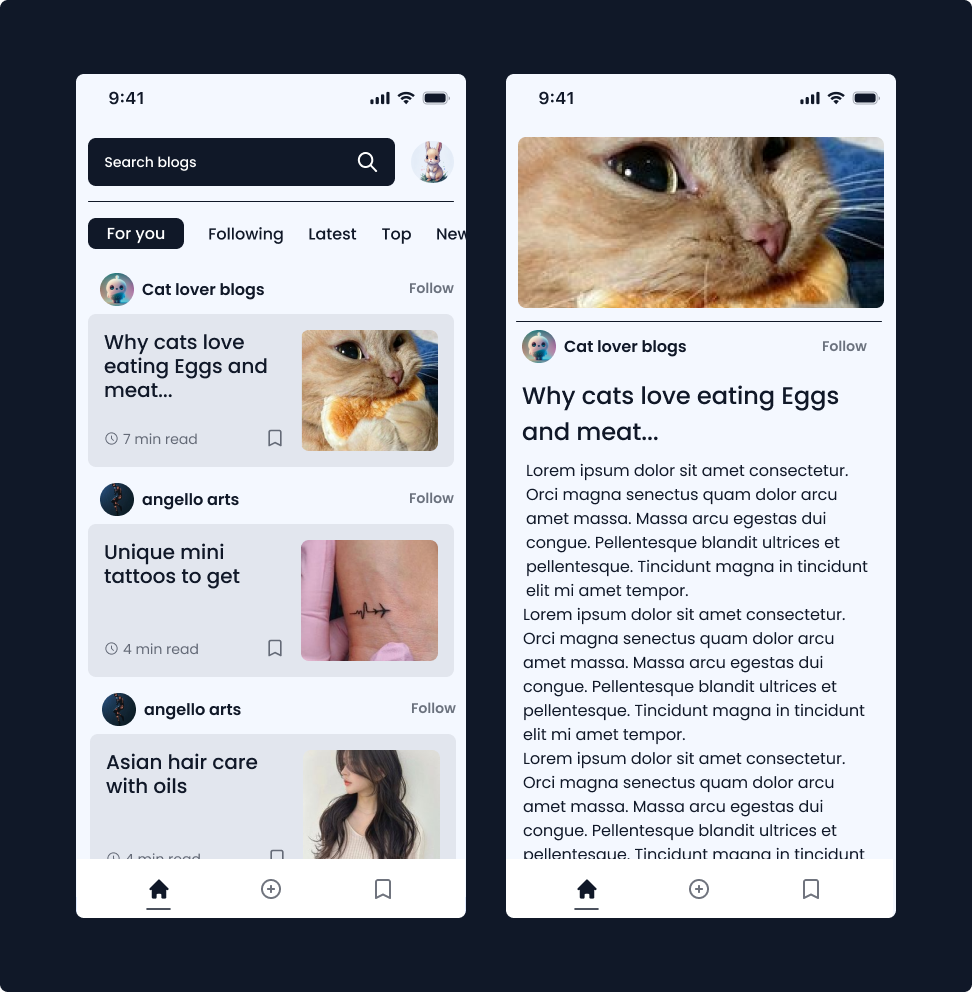 9:41
Search blogs
For you Following Latest Top New
Cat lover blogs Follow
Why cats love
eating Eggs and
meat...
7 min read
angello arts Follow
Unique mini
tattoos to get
4 min read
angello arts Follow
Asian hair care
with oils
4 min read
9:41
Cat lover blogs Follow
Why cats love eating Eggs
and meat...
Lorem ipsum dolor sit amet consectetur.
Orci magna senectus quam dolor arcu
amet massa. Massa arcu egestas dui
congue. Pellentesque blandit ultrices et
pellentesque. Tincidunt magna in tincidunt
elit mi amet tempor.
Lorem ipsum dolor sit amet consectetur.
Orci magna senectus quam dolor arcu
amet massa. Massa arcu egestas dui
congue. Pellentesque blandit ultrices et
pellentesque. Tincidunt magna in tincidunt
elit mi amet tempor.
Lorem ipsum dolor sit amet consectetur.
Orci magna senectus quam dolor arcu
amet massa. Massa arcu egestas dui
congue. Pellentesque blandit ultrices et
pellentesque. Tincidunt magna in tincidunt